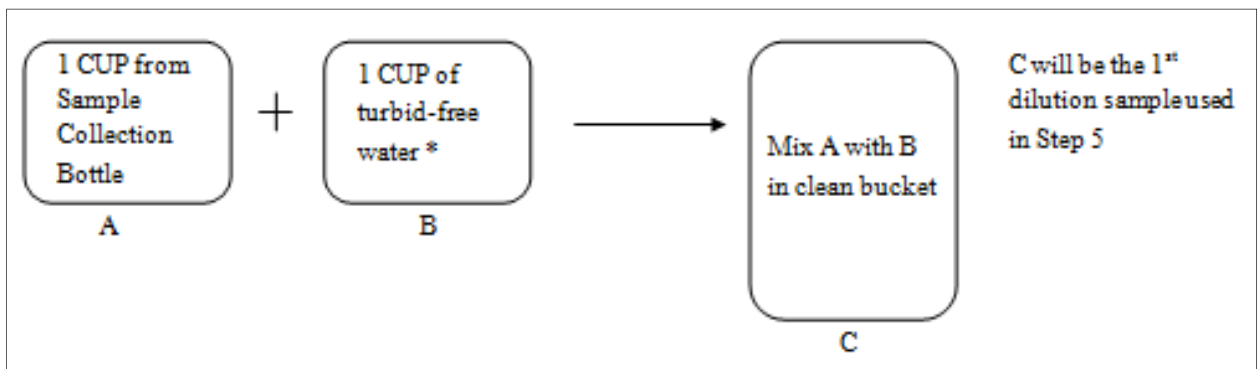 1 CUP from
Sample
Collection
Bottle
A
+
1 CUP of
turbid-free
water *
B
Mix A with B
in clean bucket
C
C will be the 1st
dilution sample used
in Step 5